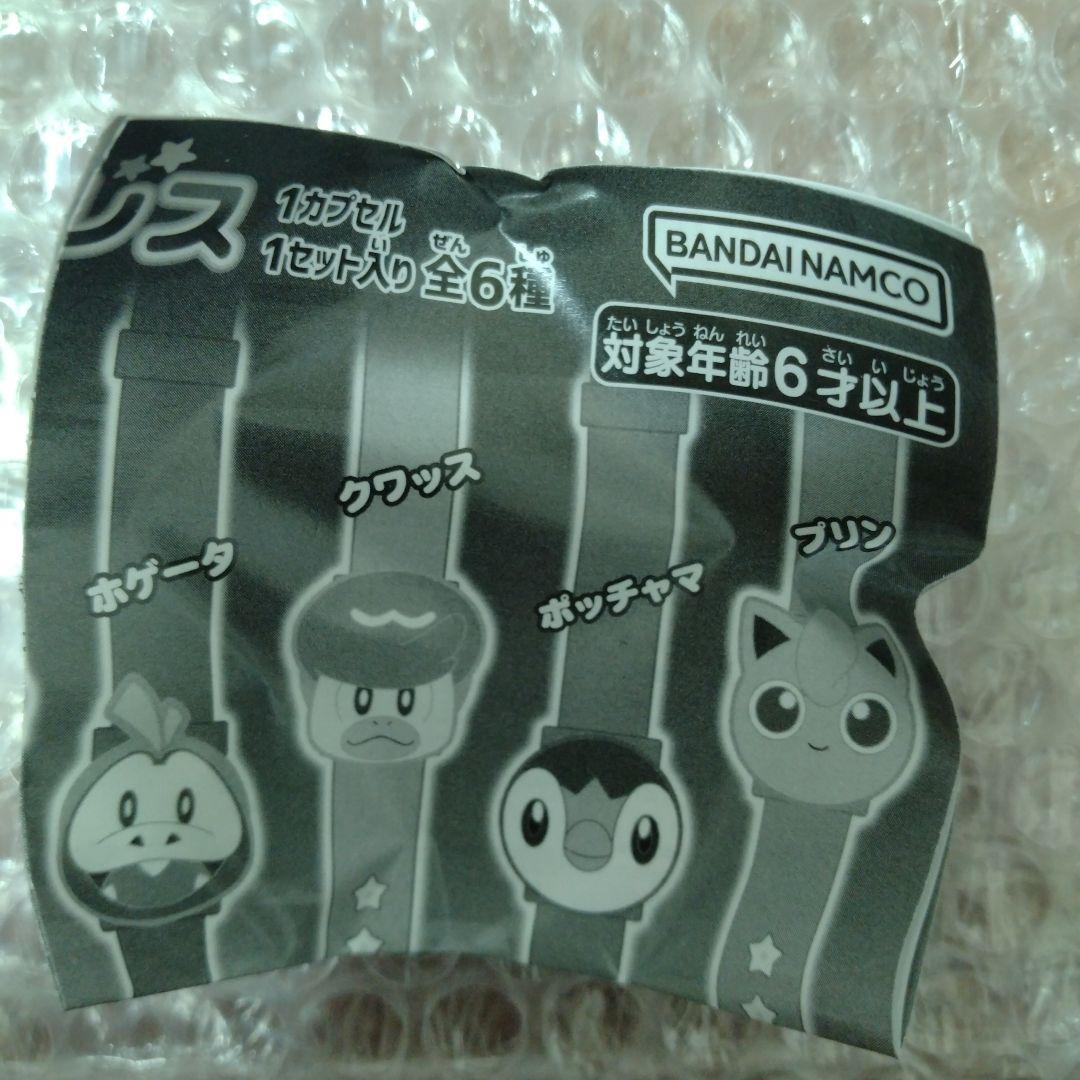 ズ
1カプセル
1セット入り 全6種
い ぜん しゅ
BANDAI NAMCO
たい しょう ねん れい さい い じょう
対象年齢6才以上
クワッス
プリン
ホゲータ
ポッチャマ